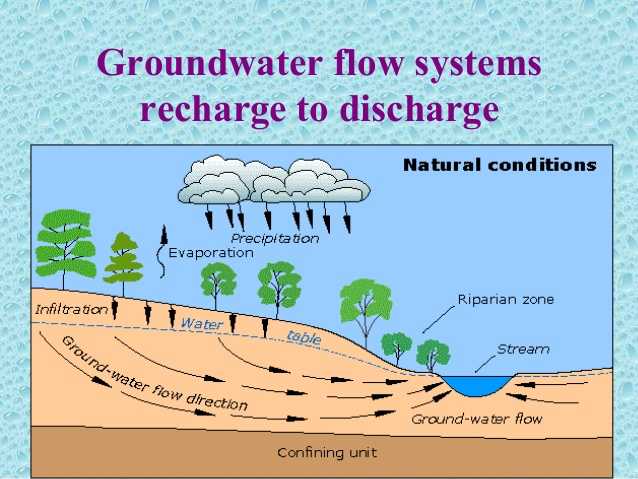 Groundwater flow systems
recharge to discharge
Natural conditions
Precipitation
Evaporation
Riparian zone
Infiltration
Water table
Stream
Ground-water flow direction
Ground-water flow
Confining unit